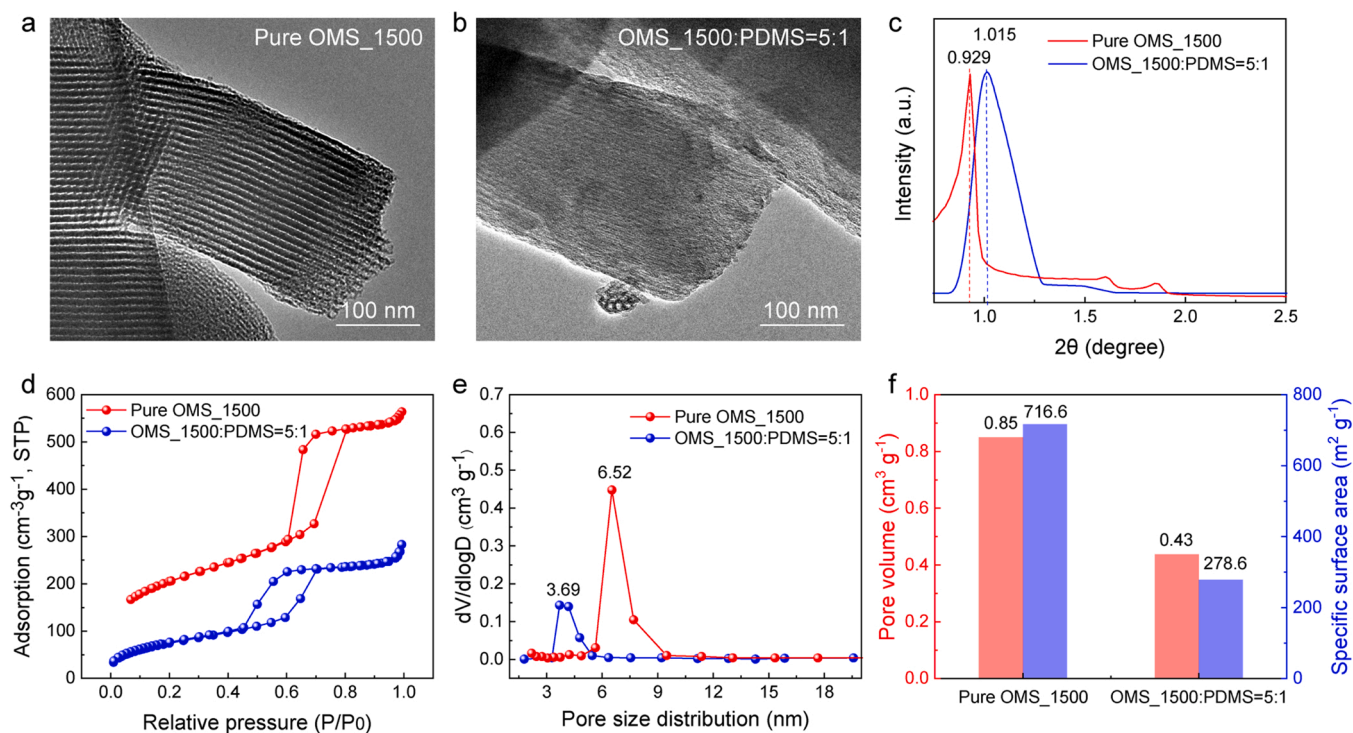 a
Pure OMS_1500
100 nm
b
OMS_1500:PDMS=5:1
100 nm
c
1.015
0.929
Pure OMS_1500
OMS_1500:PDMS=5:1
Intensity (a.u.)
1.0
1.5
2.0
2.5
2θ (degree)
d
600
500
400
300
200
100
0
Pure OMS_1500
OMS_1500:PDMS=5:1
Adsorption (cm⁻³g⁻¹, STP)
0.0
0.2
0.4
0.6
0.8
1.0
Relative pressure (P/P0)
e
0.7
0.6
0.5
0.4
0.3
0.2
0.1
0.0
Pure OMS_1500
OMS_1500:PDMS=5:1
6.52
3.69
dV/dlogD (cm³ g⁻¹)
3
6
9
12
15
18
Pore size distribution (nm)
f
1.0
0.8
0.6
0.4
0.2
0.0
Pore volume (cm³ g⁻¹)
0.85
716.6
0.43
278.6
800
600
400
200
0
Specific surface area (m² g⁻¹)
Pure OMS_1500
OMS_1500:PDMS=5:1